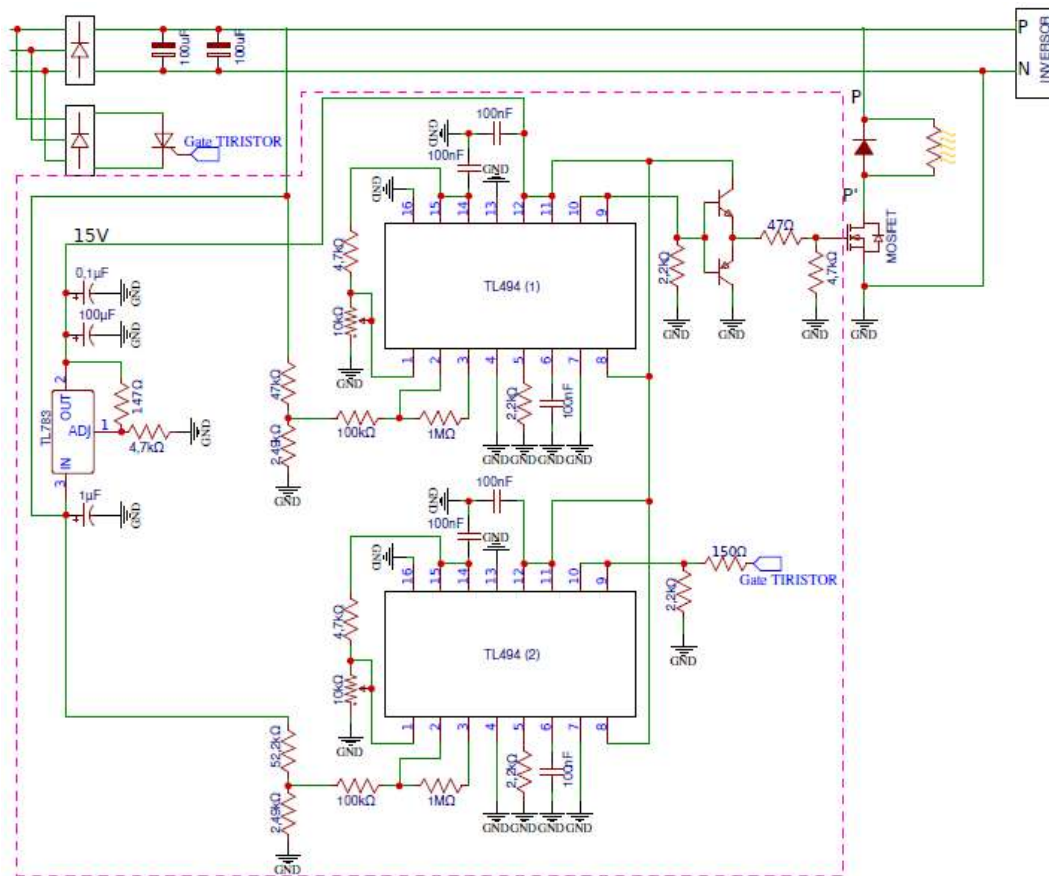 100uF
100uF
P
N
INVERSOR
Gate TIRISTOR
P
P'
MOSIFET
100nF
GND
100nF
GND
GND
16
15
14
13
12
11
10
9
TL494 (1)
1
2
3
4
5
6
7
8
4,7kΩ
10kΩ
GND
47Ω
2,2kΩ
4,7kΩ
GND
GND
GND
GND
15V
0,1µF
GND
100µF
GND
2
OUT
TL783
ADJ
1
IN
3
147Ω
4,7kΩ
GND
1µF
GND
47kΩ
2,49kΩ
GND
100kΩ
1MΩ
2,2kΩ
100nF
GND
GND
GND
GND
100nF
GND
100nF
GND
GND
16
15
14
13
12
11
10
9
TL494 (2)
1
2
3
4
5
6
7
8
4,7kΩ
10kΩ
GND
150Ω
Gate TIRISTOR
2,2kΩ
GND
52,2kΩ
2,49kΩ
GND
100kΩ
1MΩ
2,2kΩ
100nF
GND
GND
GND
GND